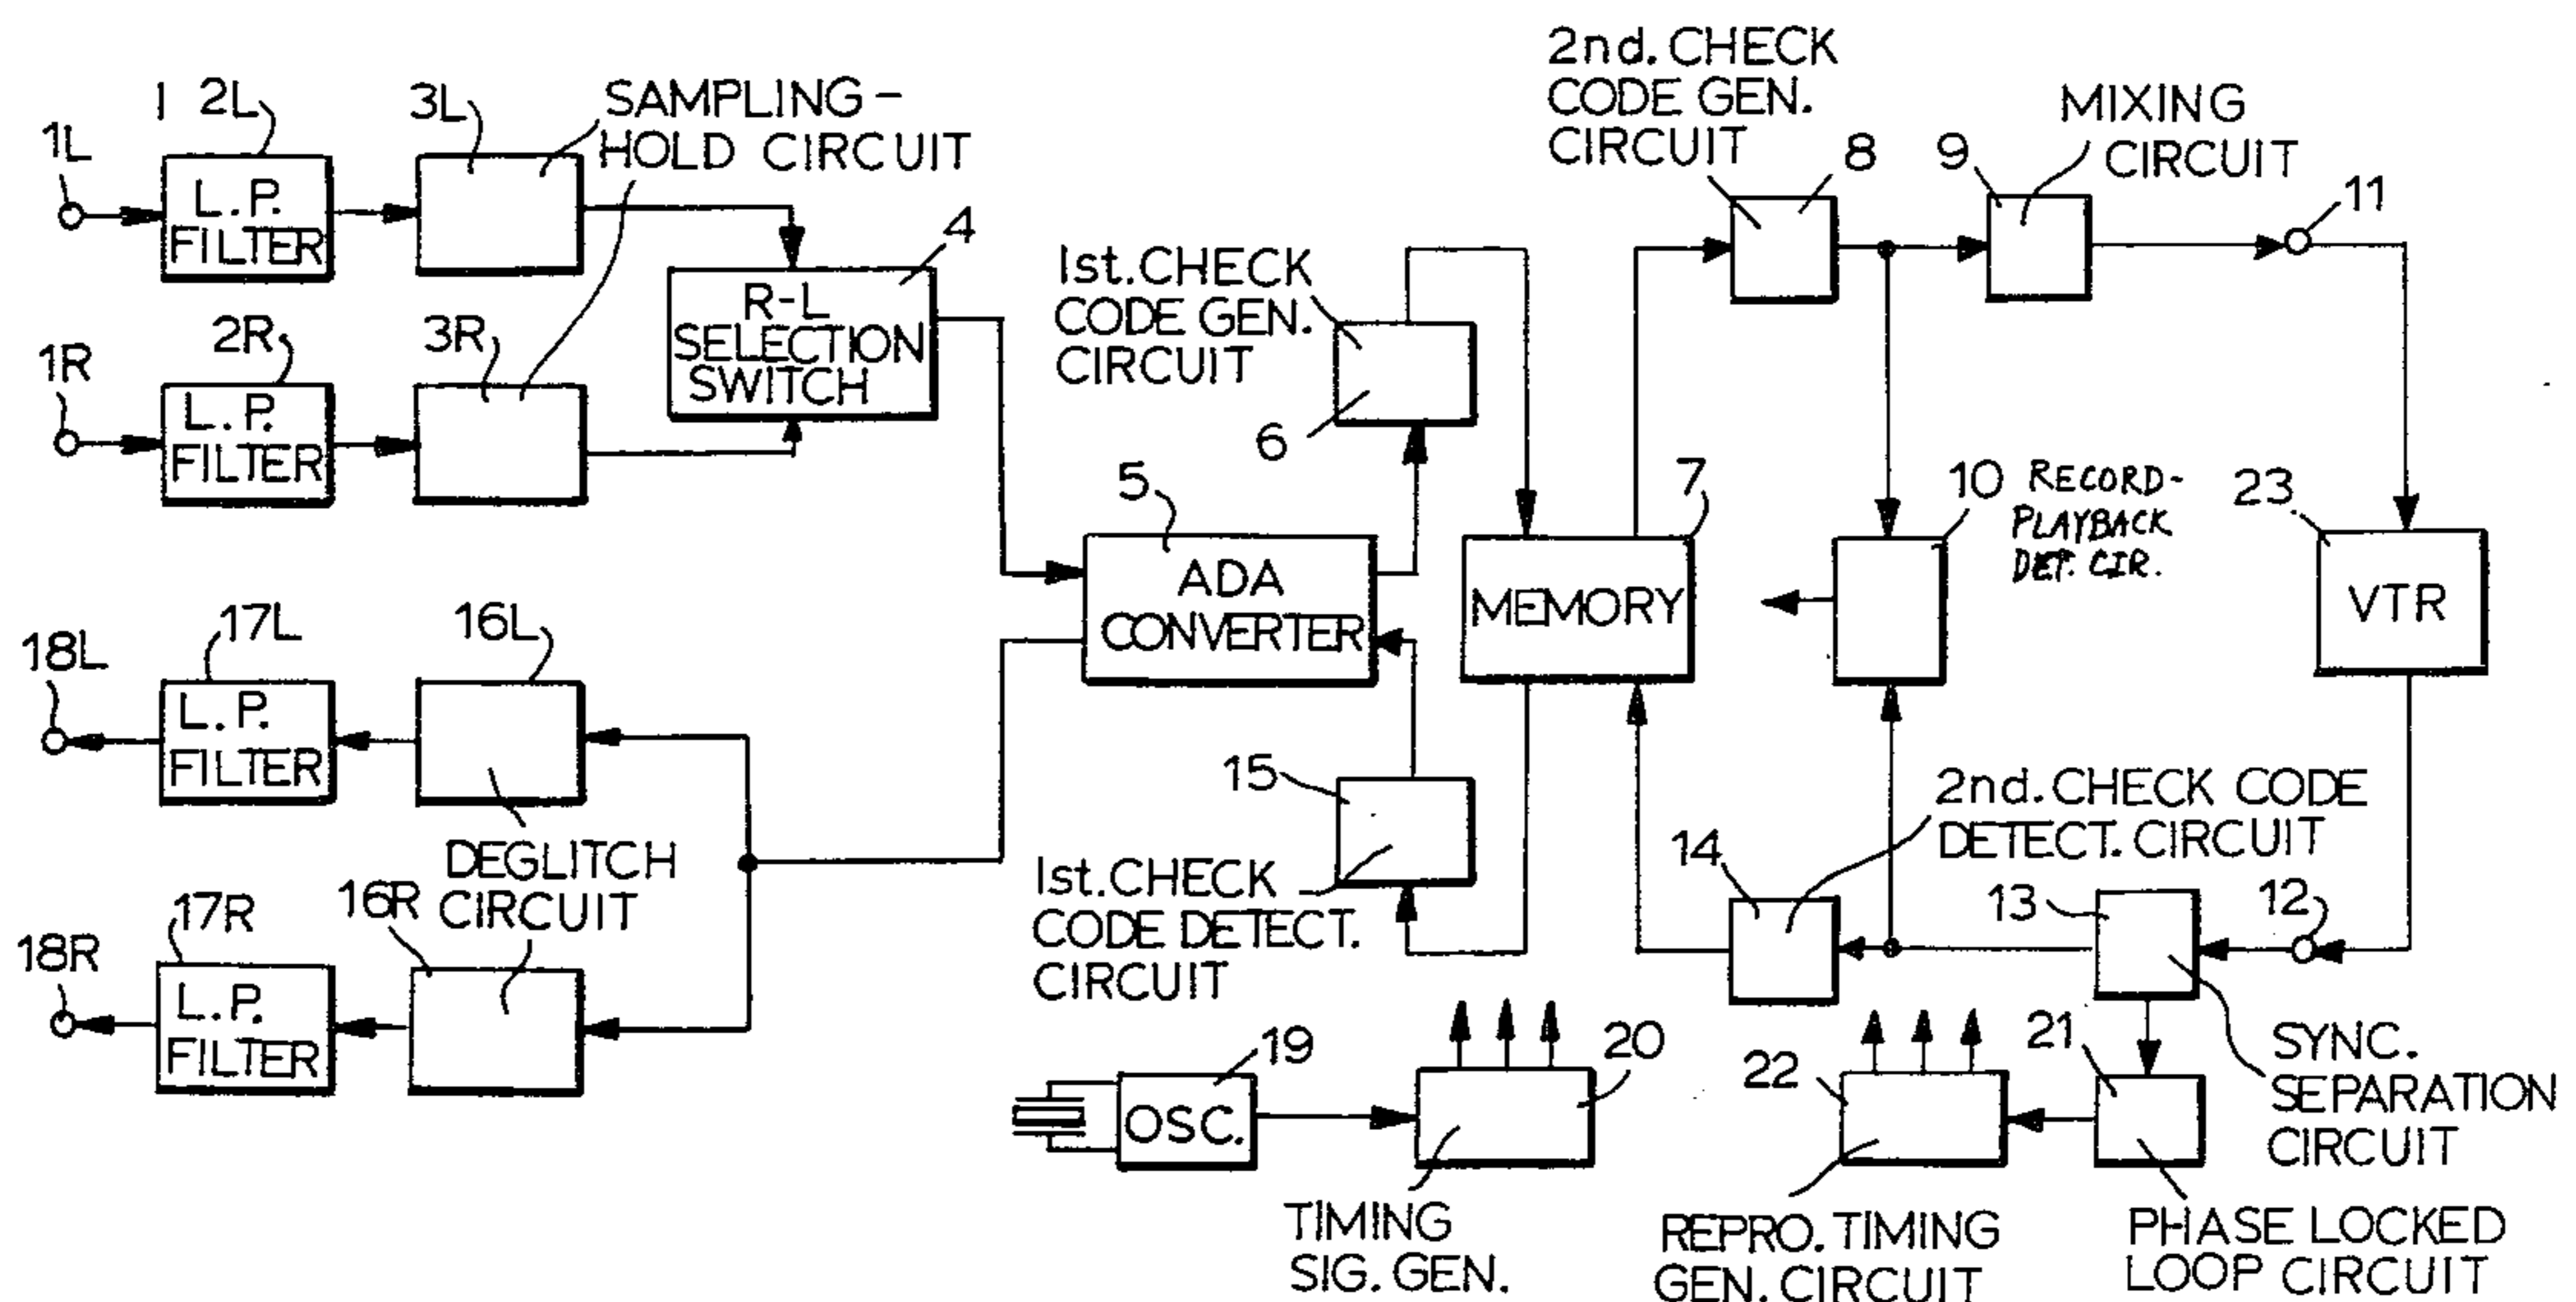 1L
2L
L.P.
FILTER
3L
SAMPLING-
HOLD CIRCUIT
1R
2R
L.P.
FILTER
3R
4
R-L
SELECTION
SWITCH
5
ADA
CONVERTER
1st. CHECK
CODE GEN.
CIRCUIT
6
7
MEMORY
2nd. CHECK
CODE GEN.
CIRCUIT
8
9
MIXING
CIRCUIT
11
10 RECORD-
PLAYBACK
DET. CIR.
23
VTR
18L
17L
L.P.
FILTER
16L
DEGLITCH
CIRCUIT
18R
17R
L.P.
FILTER
16R
15
1st. CHECK
CODE DETECT.
CIRCUIT
14
2nd. CHECK CODE
DETECT. CIRCUIT
13
12
SYNC.
SEPARATION
CIRCUIT
19
OSC.
20
TIMING
SIG. GEN.
22
REPRO. TIMING
GEN. CIRCUIT
21
PHASE LOCKED
LOOP CIRCUIT